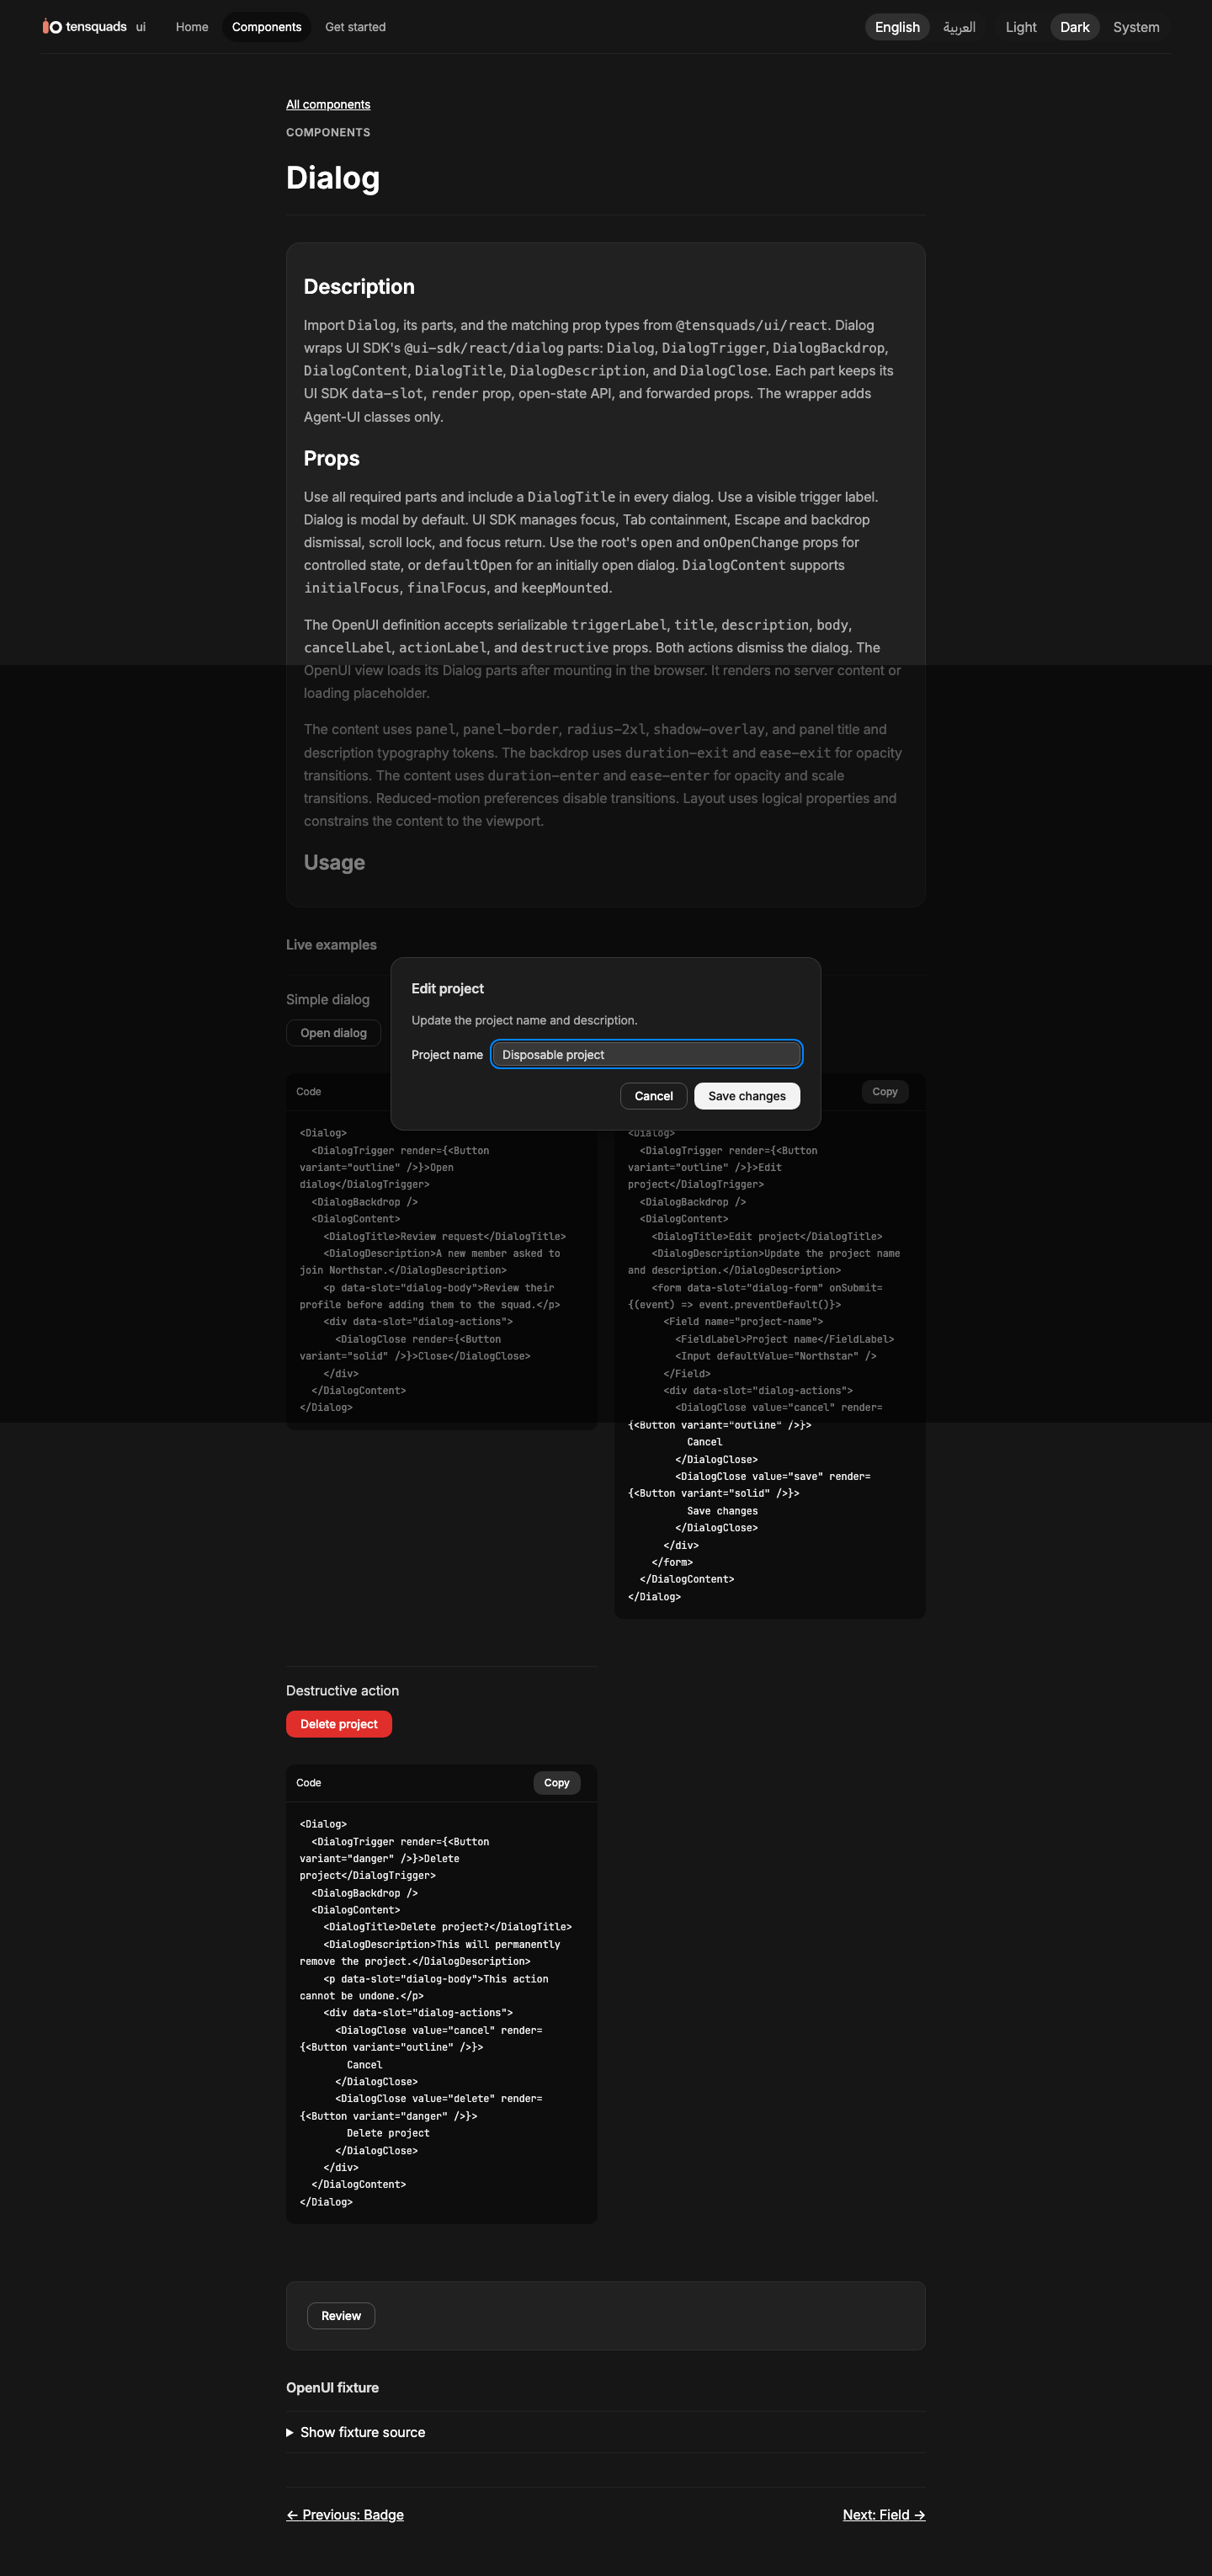 tensquads ui
Home
Components
Get started
English
العربية
Light
Dark
System
All components
COMPONENTS
Dialog
Description
Import Dialog, its parts, and the matching prop types from @tensquads/ui/react. Dialog
wraps UI SDK's @ui-sdk/react/dialog parts: Dialog, DialogTrigger, DialogBackdrop,
DialogContent, DialogTitle, DialogDescription, and DialogClose. Each part keeps its
UI SDK data-slot, render prop, open-state API, and forwarded props. The wrapper adds
Agent-UI classes only.
Props
Use all required parts and include a DialogTitle in every dialog. Use a visible trigger label.
Dialog is modal by default. UI SDK manages focus, Tab containment, Escape and backdrop
dismissal, scroll lock, and focus return. Use the root's open and onOpenChange props for
controlled state, or defaultOpen for an initially open dialog. DialogContent supports
initialFocus, finalFocus, and keepMounted.
The OpenUI definition accepts serializable triggerLabel, title, description, body,
cancelLabel, actionLabel, and destructive props. Both actions dismiss the dialog. The
OpenUI view loads its Dialog parts after mounting in the browser. It renders no server content or
loading placeholder.
The content uses panel, panel-border, radius-2xl, shadow-overlay, and panel title and
description typography tokens. The backdrop uses duration-exit and ease-exit for opacity
transitions. The content uses duration-enter and ease-enter for opacity and scale
transitions. Reduced-motion preferences disable transitions. Layout uses logical properties and
constrains the content to the viewport.
Usage
Live examples
Simple dialog
Open dialog
Edit project
Update the project name and description.
Project name
Disposable project
Cancel
Save changes
Code
<Dialog>
<DialogTrigger render={<Button
variant="outline" />}>Open
dialog</DialogTrigger>
<DialogBackdrop />
<DialogContent>
<DialogTitle>Review request</DialogTitle>
<DialogDescription>A new member asked to
join Northstar.</DialogDescription>
<p data-slot="dialog-body">Review their
profile before adding them to the squad.</p>
<div data-slot="dialog-actions">
<DialogClose render={<Button
variant="solid" />}>Close</DialogClose>
</div>
</DialogContent>
</Dialog>
Copy
<Dialog>
<DialogTrigger render={<Button
variant="outline" />}>Edit
project</DialogTrigger>
<DialogBackdrop />
<DialogContent>
<DialogTitle>Edit project</DialogTitle>
<DialogDescription>Update the project name
and description.</DialogDescription>
<form data-slot="dialog-form" onSubmit=
{(event) => event.preventDefault()}>
<Field name="project-name">
<FieldLabel>Project name</FieldLabel>
<Input defaultValue="Northstar" />
</Field>
<div data-slot="dialog-actions">
<DialogClose value="cancel" render=
{<Button variant="outline" />}>
Cancel
</DialogClose>
<DialogClose value="save" render=
{<Button variant="solid" />}>
Save changes
</DialogClose>
</div>
</form>
</DialogContent>
</Dialog>
Destructive action
Delete project
Code
Copy
<Dialog>
<DialogTrigger render={<Button
variant="danger" />}>Delete
project</DialogTrigger>
<DialogBackdrop />
<DialogContent>
<DialogTitle>Delete project?</DialogTitle>
<DialogDescription>This will permanently
remove the project.</DialogDescription>
<p data-slot="dialog-body">This action
cannot be undone.</p>
<div data-slot="dialog-actions">
<DialogClose value="cancel" render=
{<Button variant="outline" />}>
Cancel
</DialogClose>
<DialogClose value="delete" render=
{<Button variant="danger" />}>
Delete project
</DialogClose>
</div>
</DialogContent>
</Dialog>
Review
OpenUI fixture
▶ Show fixture source
← Previous: Badge
Next: Field →